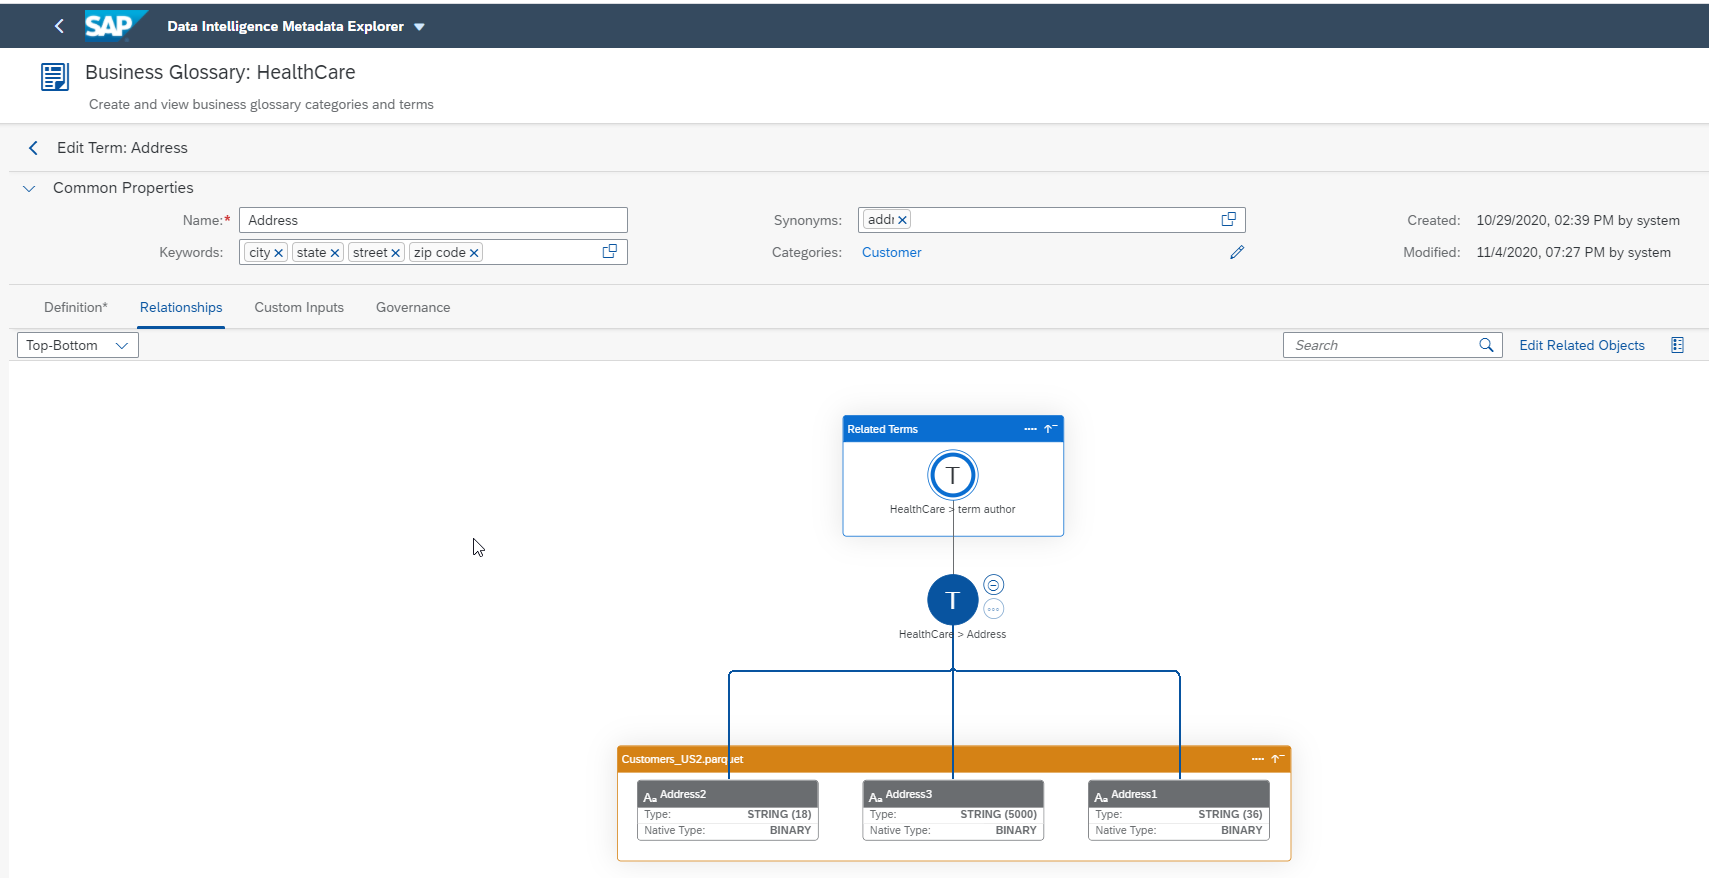 SAP Data Intelligence Metadata Explorer
Business Glossary: HealthCare
Create and view business glossary categories and terms
Edit Term: Address
Common Properties
Name:* Address Synonyms: addr Created: 10/29/2020, 02:39 PM by system
Keywords: city state street zip code Categories: Customer Modified: 11/4/2020, 07:27 PM by system
Definition* Relationships Custom Inputs Governance
Top-Bottom Search Edit Related Objects
Related Terms
T
HealthCare > term author
T
HealthCare > Address
Customers_US2.parquet
Aa Address2 Aa Address3 Aa Address1
Type: STRING (18) Type: STRING (5000) Type: STRING (36)
Native Type: BINARY Native Type: BINARY Native Type: BINARY